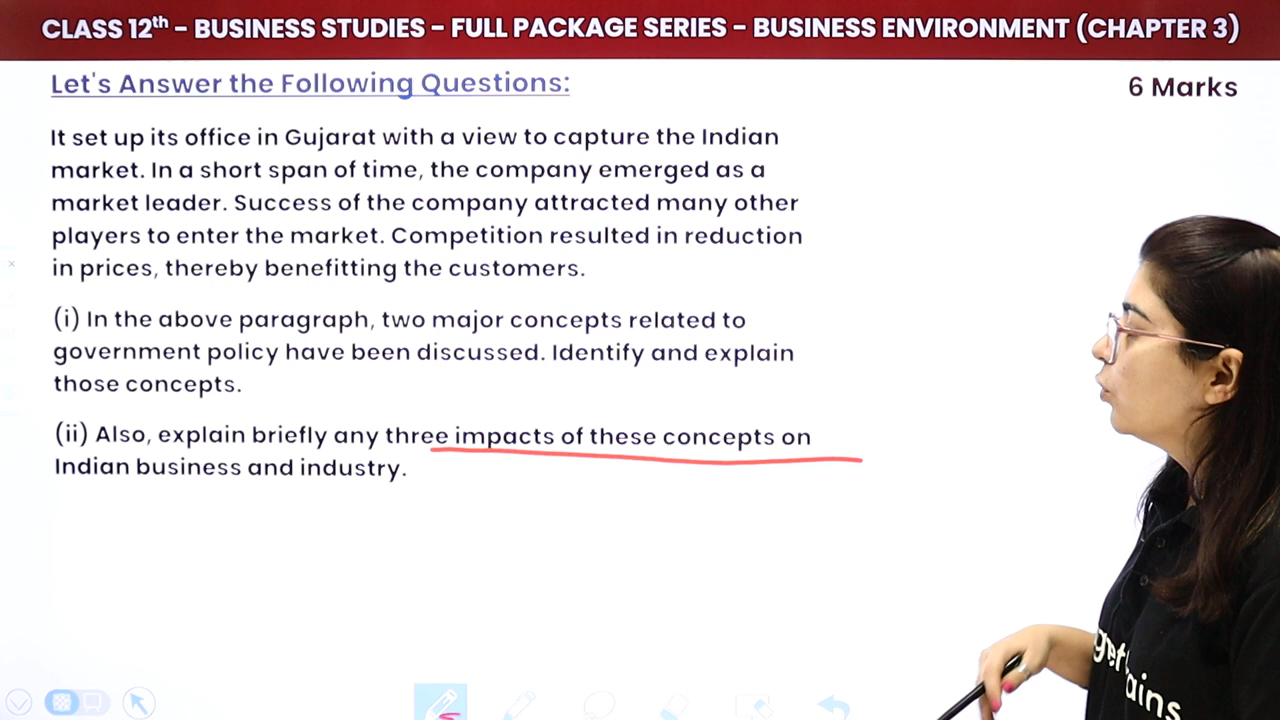 CLASS 12th – BUSINESS STUDIES – FULL PACKAGE SERIES – BUSINESS ENVIRONMENT (CHAPTER 3)
Let's Answer the Following Questions:
6 Marks
It set up its office in Gujarat with a view to capture the Indian
market. In a short span of time, the company emerged as a
market leader. Success of the company attracted many other
players to enter the market. Competition resulted in reduction
in prices, thereby benefitting the customers.
(i) In the above paragraph, two major concepts related to
government policy have been discussed. Identify and explain
those concepts.
(ii) Also, explain briefly any three impacts of these concepts on
Indian business and industry.